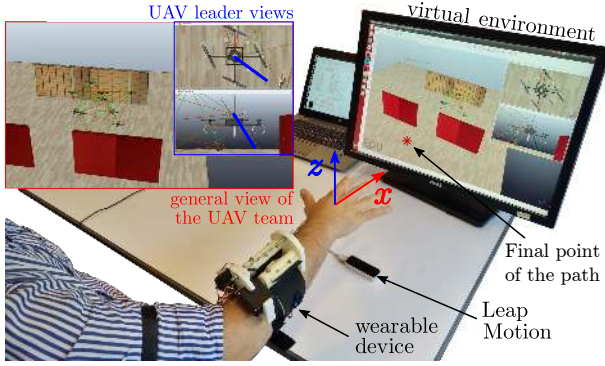 UAV leader views
virtual environment
general view of
the UAV team
z
x
Final point
of the path
Leap
Motion
wearable
device